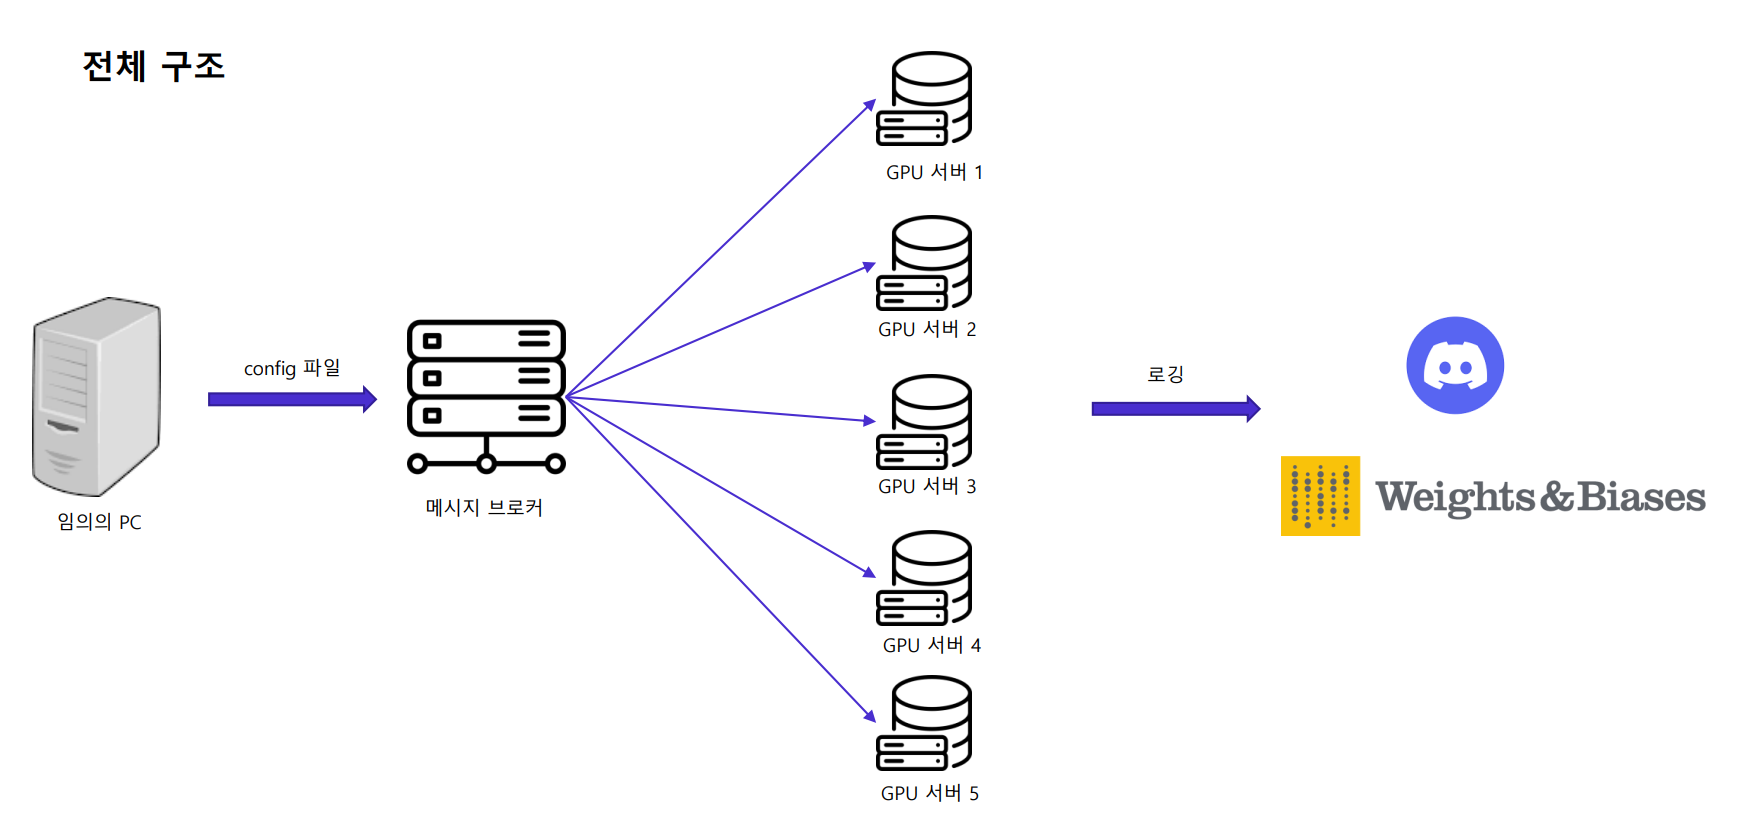 전체 구조
임의의 PC
config 파일
메시지 브로커
GPU 서버 1
GPU 서버 2
GPU 서버 3
GPU 서버 4
GPU 서버 5
로깅
Weights&Biases